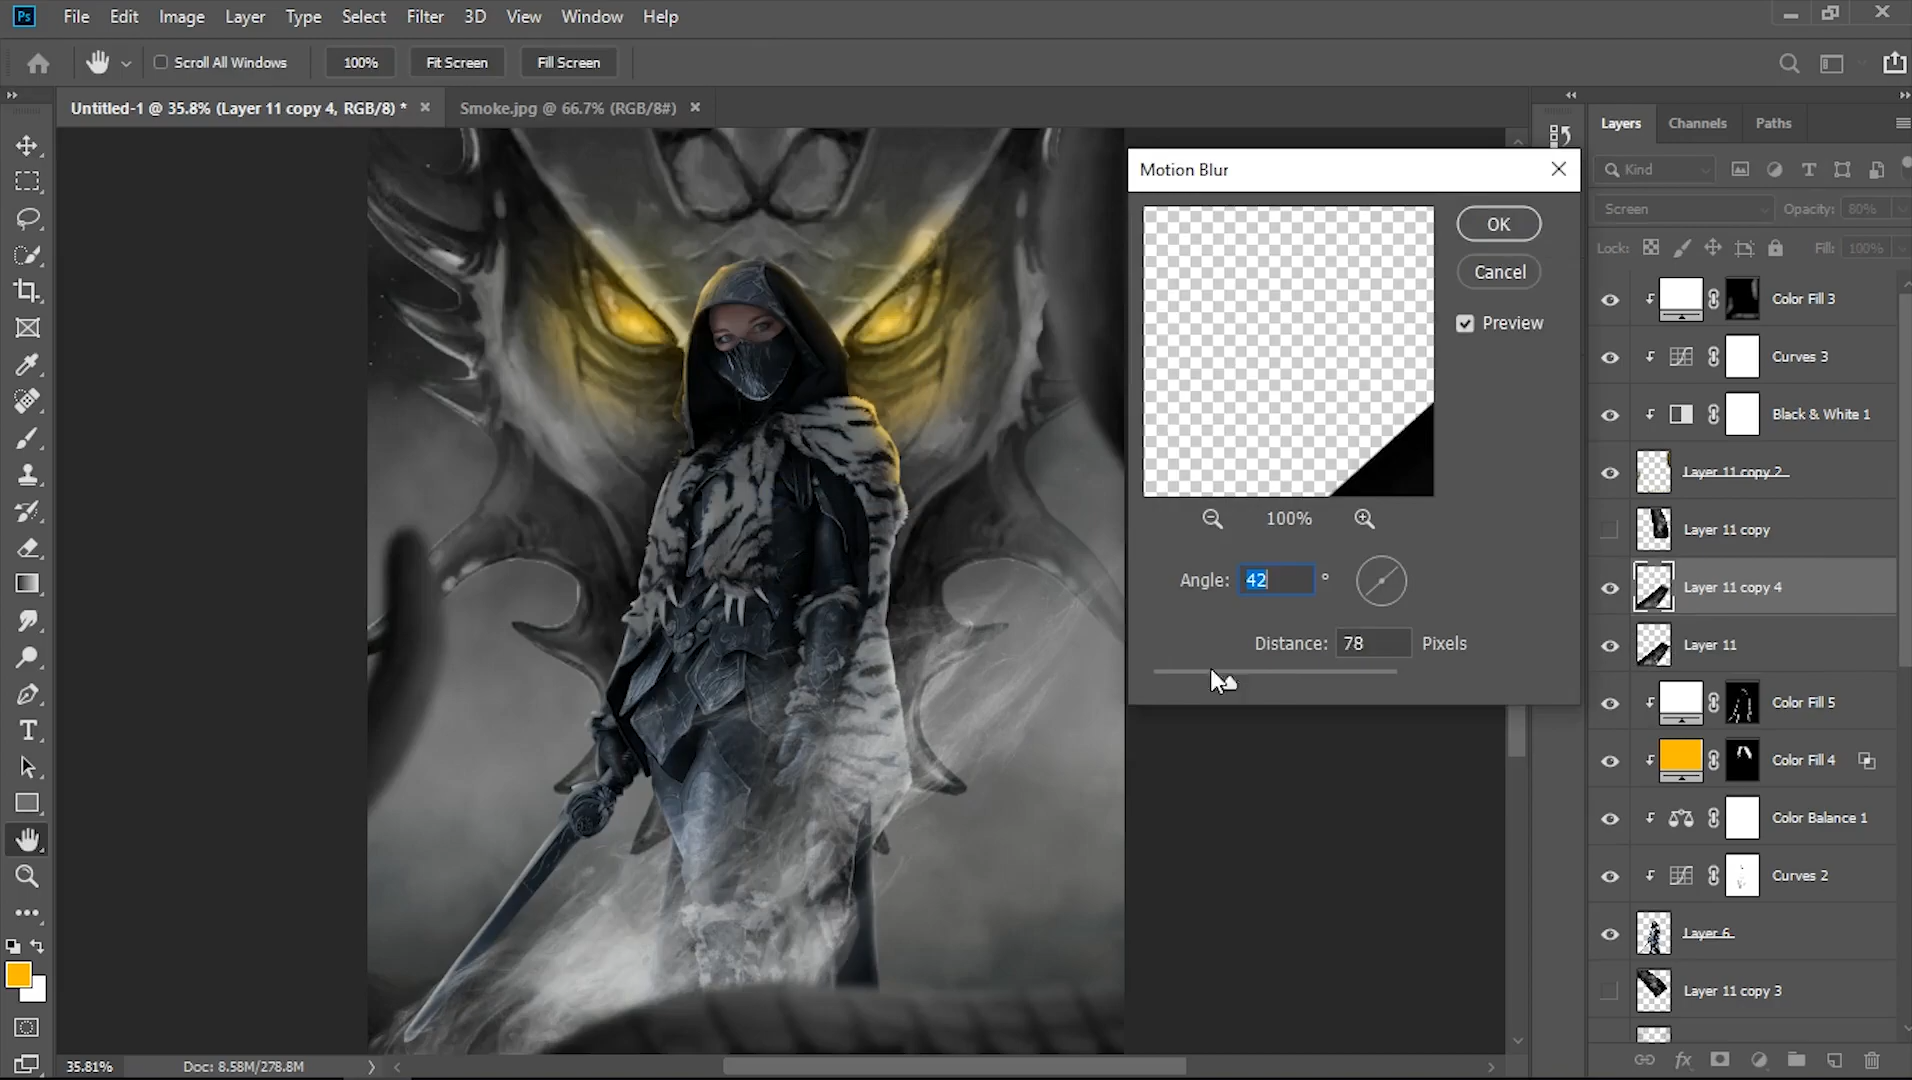 Ps File Edit Image Layer Type Select Filter 3D View Window Help
Scroll All Windows 100% Fit Screen Fill Screen
Untitled-1 @ 35.8% (Layer 11 copy 4, RGB/8) * Smoke.jpg @ 66.7% (RGB/8#)
Motion Blur
OK
Cancel
Preview
100%
Angle: 42 °
Distance: 78 Pixels
Layers Channels Paths
Kind
Screen Opacity: 80%
Lock: Fill: 100%
Color Fill 3
Curves 3
Black & White 1
Layer 11 copy 2
Layer 11 copy
Layer 11 copy 4
Layer 11
Color Fill 5
Color Fill 4
Color Balance 1
Curves 2
Layer 6
Layer 11 copy 3
fx
35.81% Doc: 8.58M/278.8M